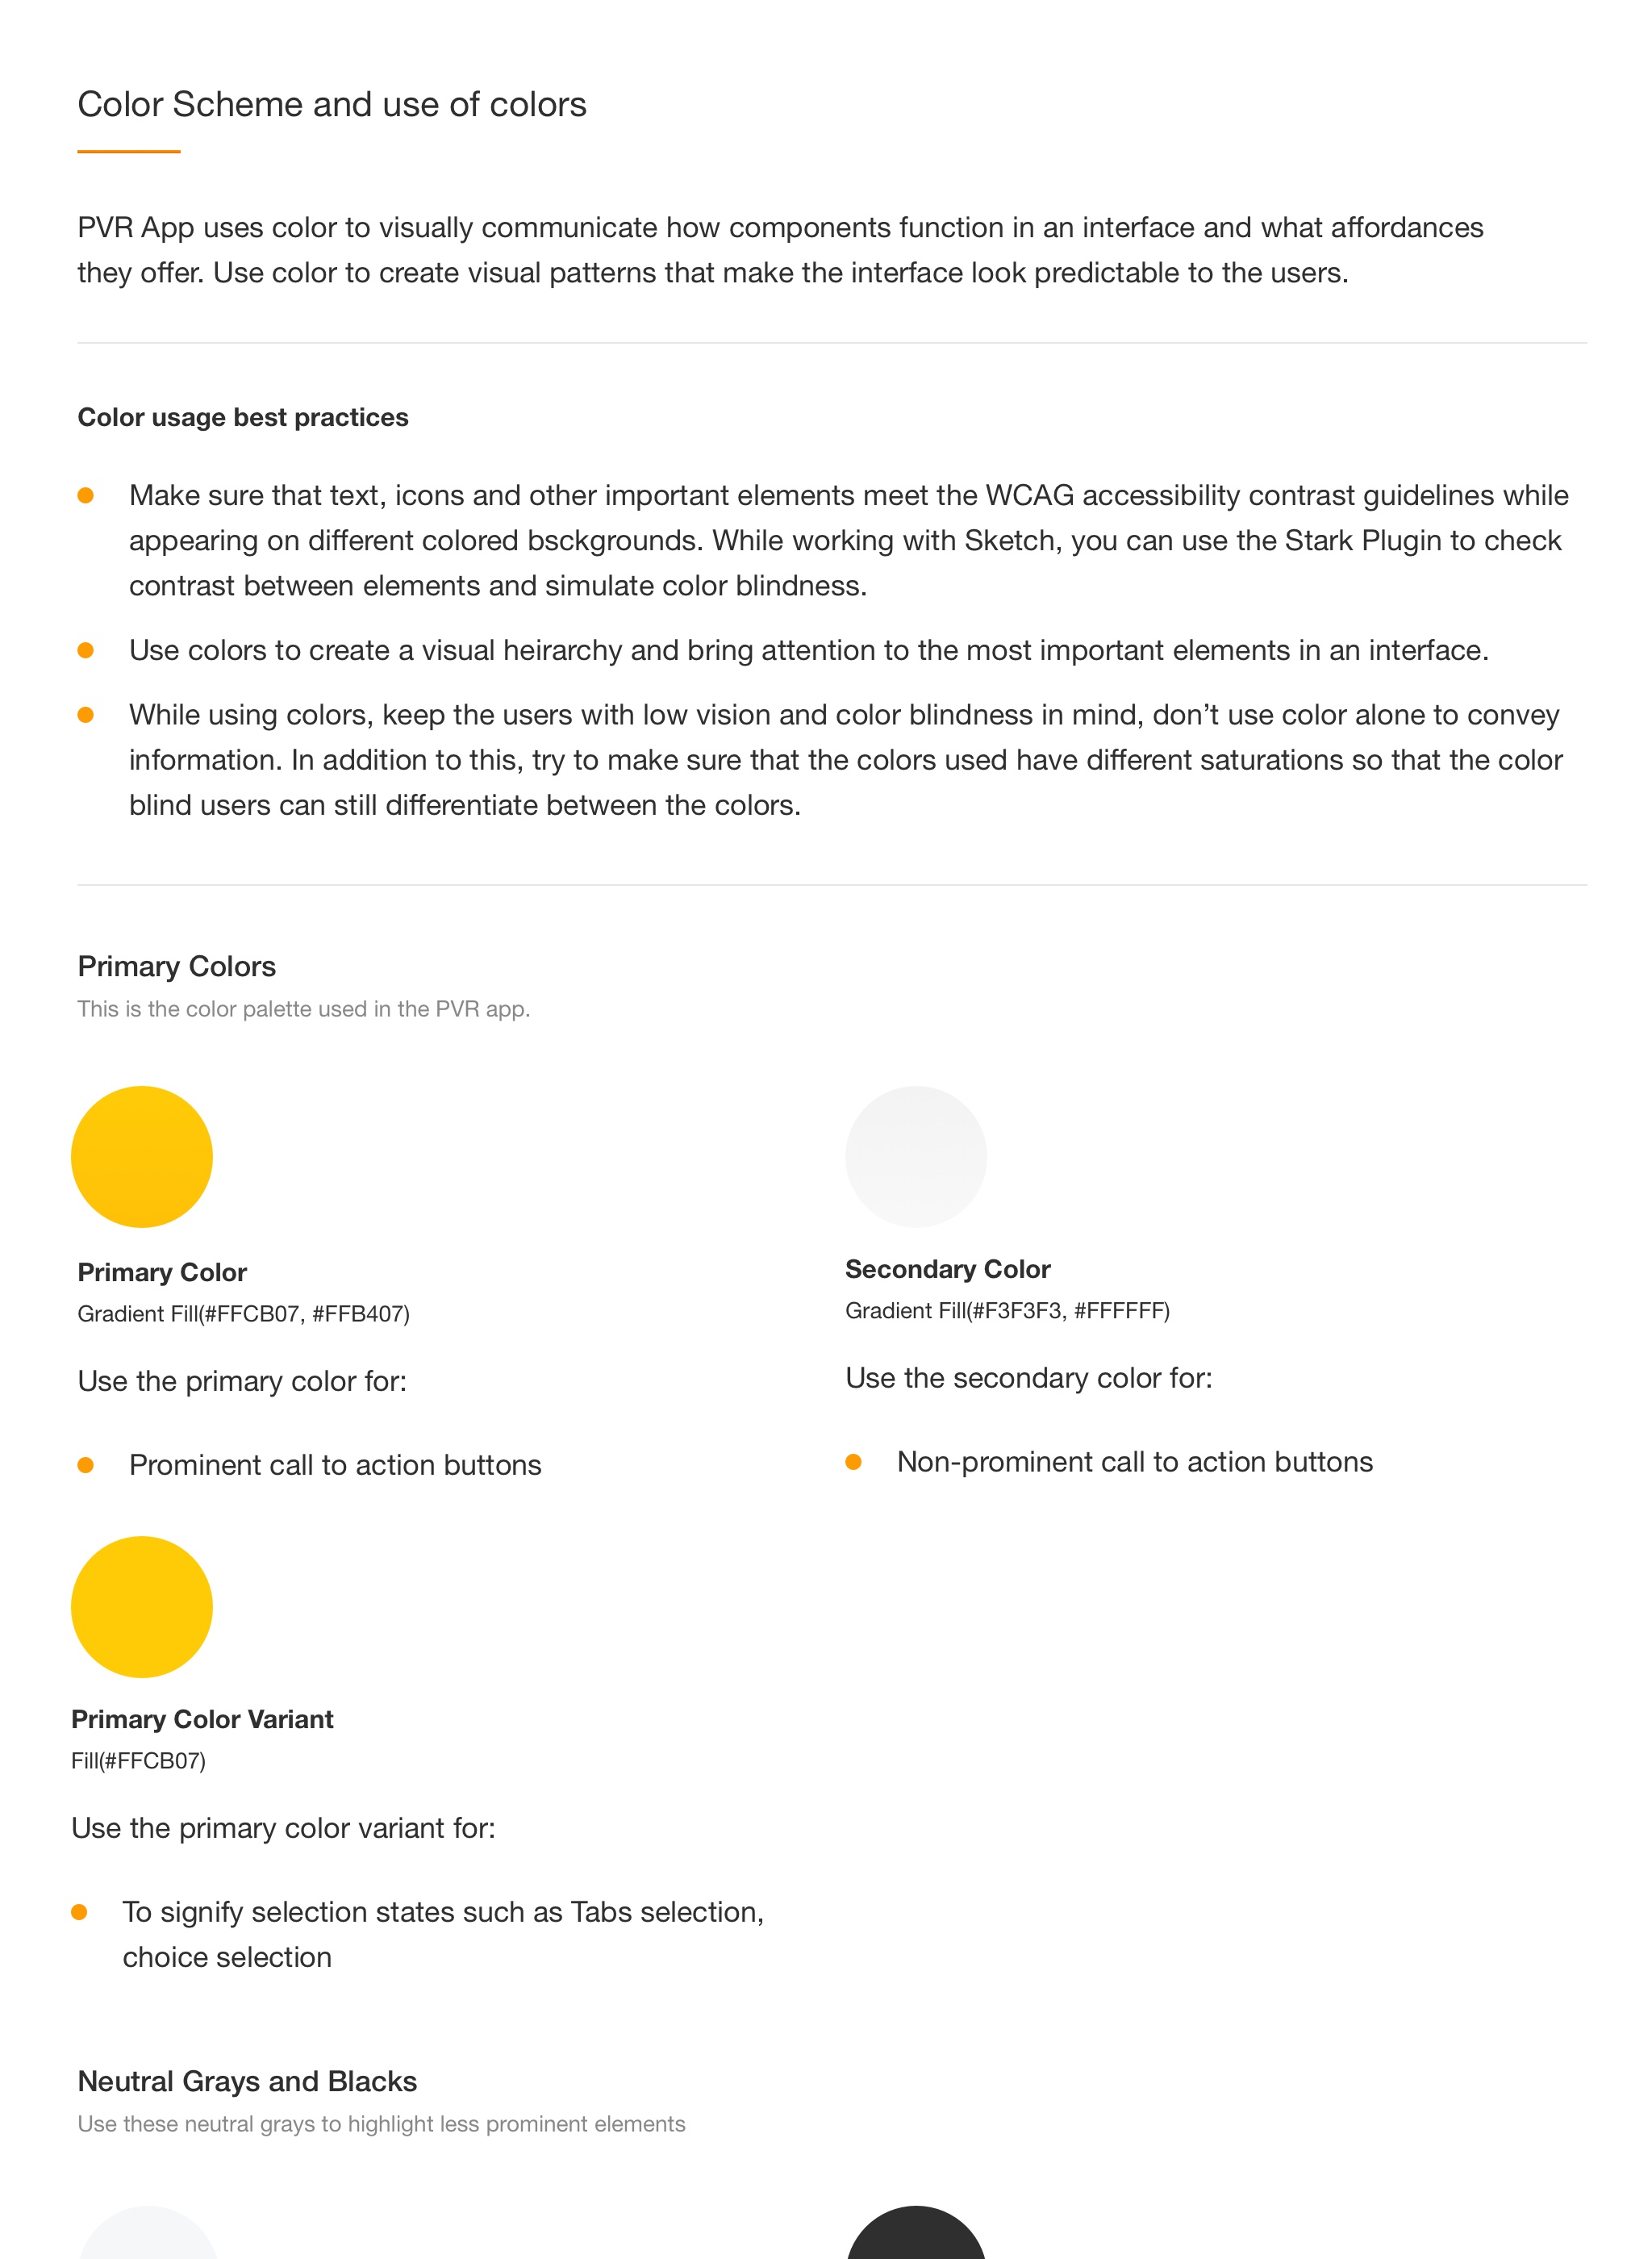 Color Scheme and use of colors
PVR App uses color to visually communicate how components function in an interface and what affordances
they offer. Use color to create visual patterns that make the interface look predictable to the users.
Color usage best practices
Make sure that text, icons and other important elements meet the WCAG accessibility contrast guidelines while
appearing on different colored bsckgrounds. While working with Sketch, you can use the Stark Plugin to check
contrast between elements and simulate color blindness.
Use colors to create a visual heirarchy and bring attention to the most important elements in an interface.
While using colors, keep the users with low vision and color blindness in mind, don’t use color alone to convey
information. In addition to this, try to make sure that the colors used have different saturations so that the color
blind users can still differentiate between the colors.
Primary Colors
This is the color palette used in the PVR app.
Primary Color
Gradient Fill(#FFCB07, #FFB407)
Use the primary color for:
Prominent call to action buttons
Secondary Color
Gradient Fill(#F3F3F3, #FFFFFF)
Use the secondary color for:
Non-prominent call to action buttons
Primary Color Variant
Fill(#FFCB07)
Use the primary color variant for:
To signify selection states such as Tabs selection,
choice selection
Neutral Grays and Blacks
Use these neutral grays to highlight less prominent elements